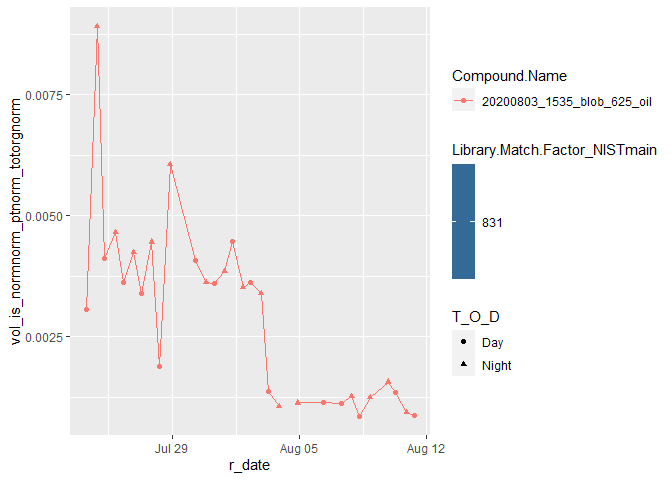 vol_is_normnorm_ptnorm_totorgnorm
0.0075
0.0050
0.0025
Jul 29
Aug 05
Aug 12
r_date
Compound.Name
20200803_1535_blob_625_oil
Library.Match.Factor_NISTmain
831
T_O_D
Day
Night